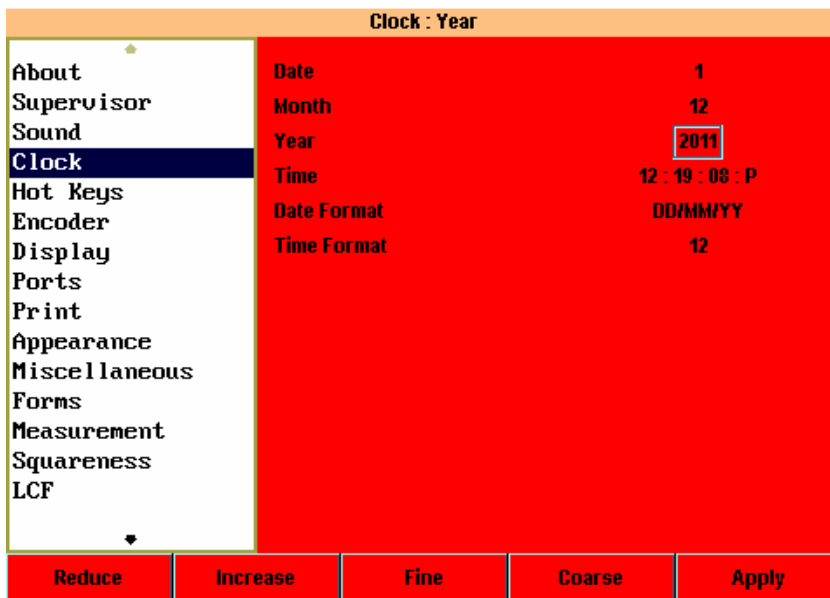 Clock : Year
About
Supervisor
Sound
Clock
Hot Keys
Encoder
Display
Ports
Print
Appearance
Miscellaneous
Forms
Measurement
Squareness
LCF
Date 1
Month 12
Year 2011
Time 12 : 19 : 08 : P
Date Format DD/MM/YY
Time Format 12
Reduce Increase Fine Coarse Apply